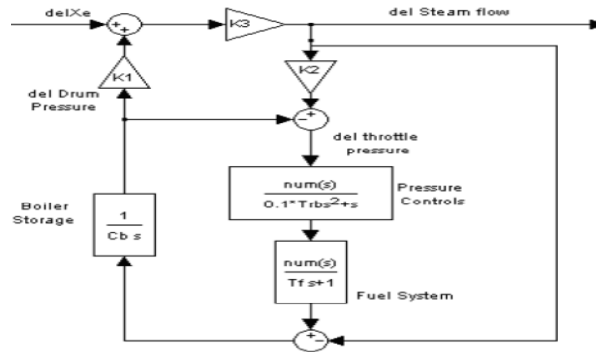 delXe
K3
del Steam flow
K1
K2
del Drum
Pressure
del throttle
pressure
num(s)
0.1*Trbs²+s
Pressure
Controls
Boiler
Storage
1
Cb s
num(s)
Tf s+1
Fuel System